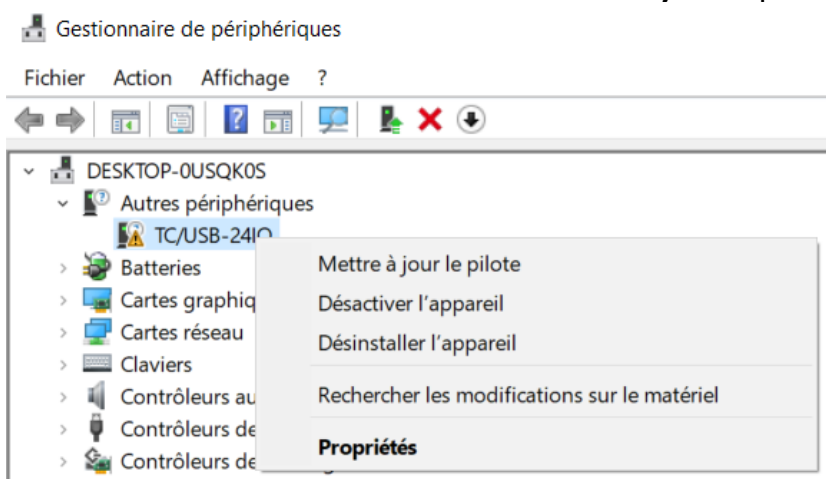 Gestionnaire de périphériques
Fichier Action Affichage ?
DESKTOP-0USQK0S
Autres périphériques
TC/USB-24IO
Batteries
Cartes graphiq
Cartes réseau
Claviers
Contrôleurs au
Contrôleurs de
Contrôleurs de
Mettre à jour le pilote
Désactiver l'appareil
Désinstaller l'appareil
Rechercher les modifications sur le matériel
Propriétés